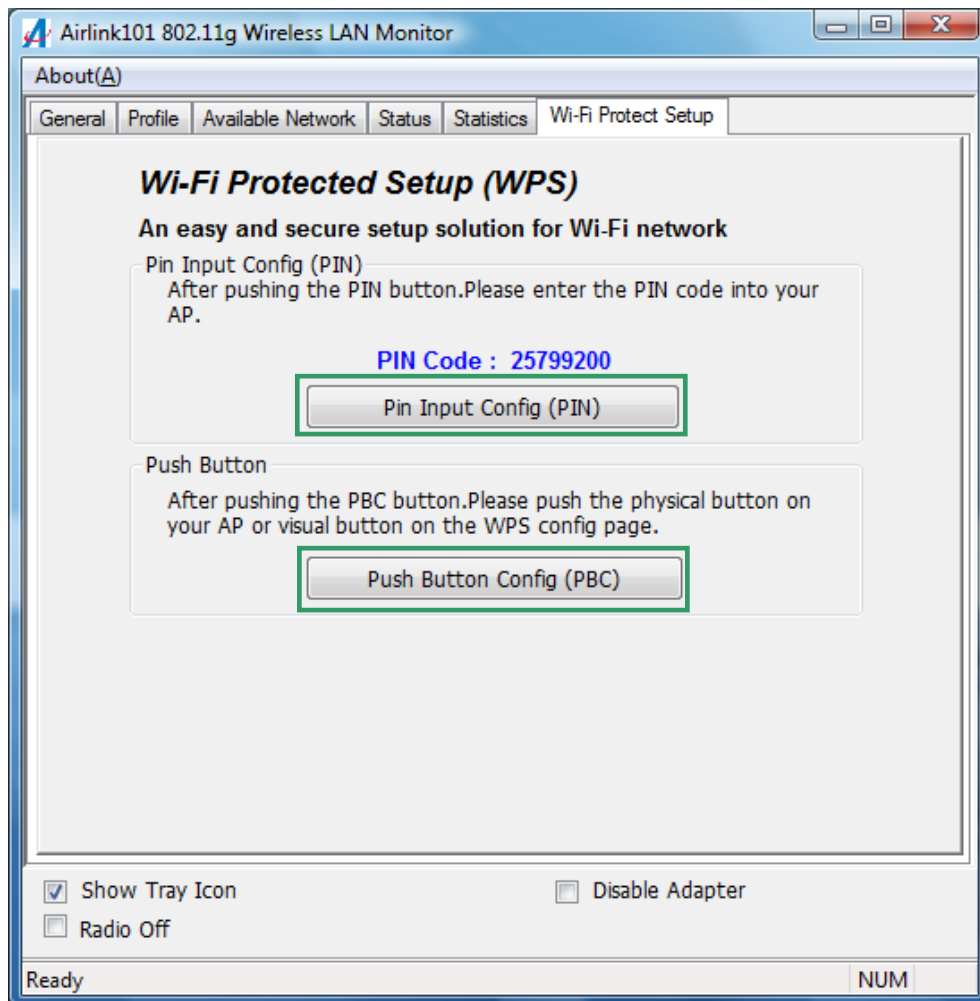 Airlink101 802.11g Wireless LAN Monitor
About(A)
General Profile Available Network Status Statistics Wi-Fi Protect Setup
Wi-Fi Protected Setup (WPS)
An easy and secure setup solution for Wi-Fi network
Pin Input Config (PIN)
After pushing the PIN button.Please enter the PIN code into your
AP.
PIN Code : 25799200
Pin Input Config (PIN)
Push Button
After pushing the PBC button.Please push the physical button on
your AP or visual button on the WPS config page.
Push Button Config (PBC)
Show Tray Icon Disable Adapter
Radio Off
Ready NUM